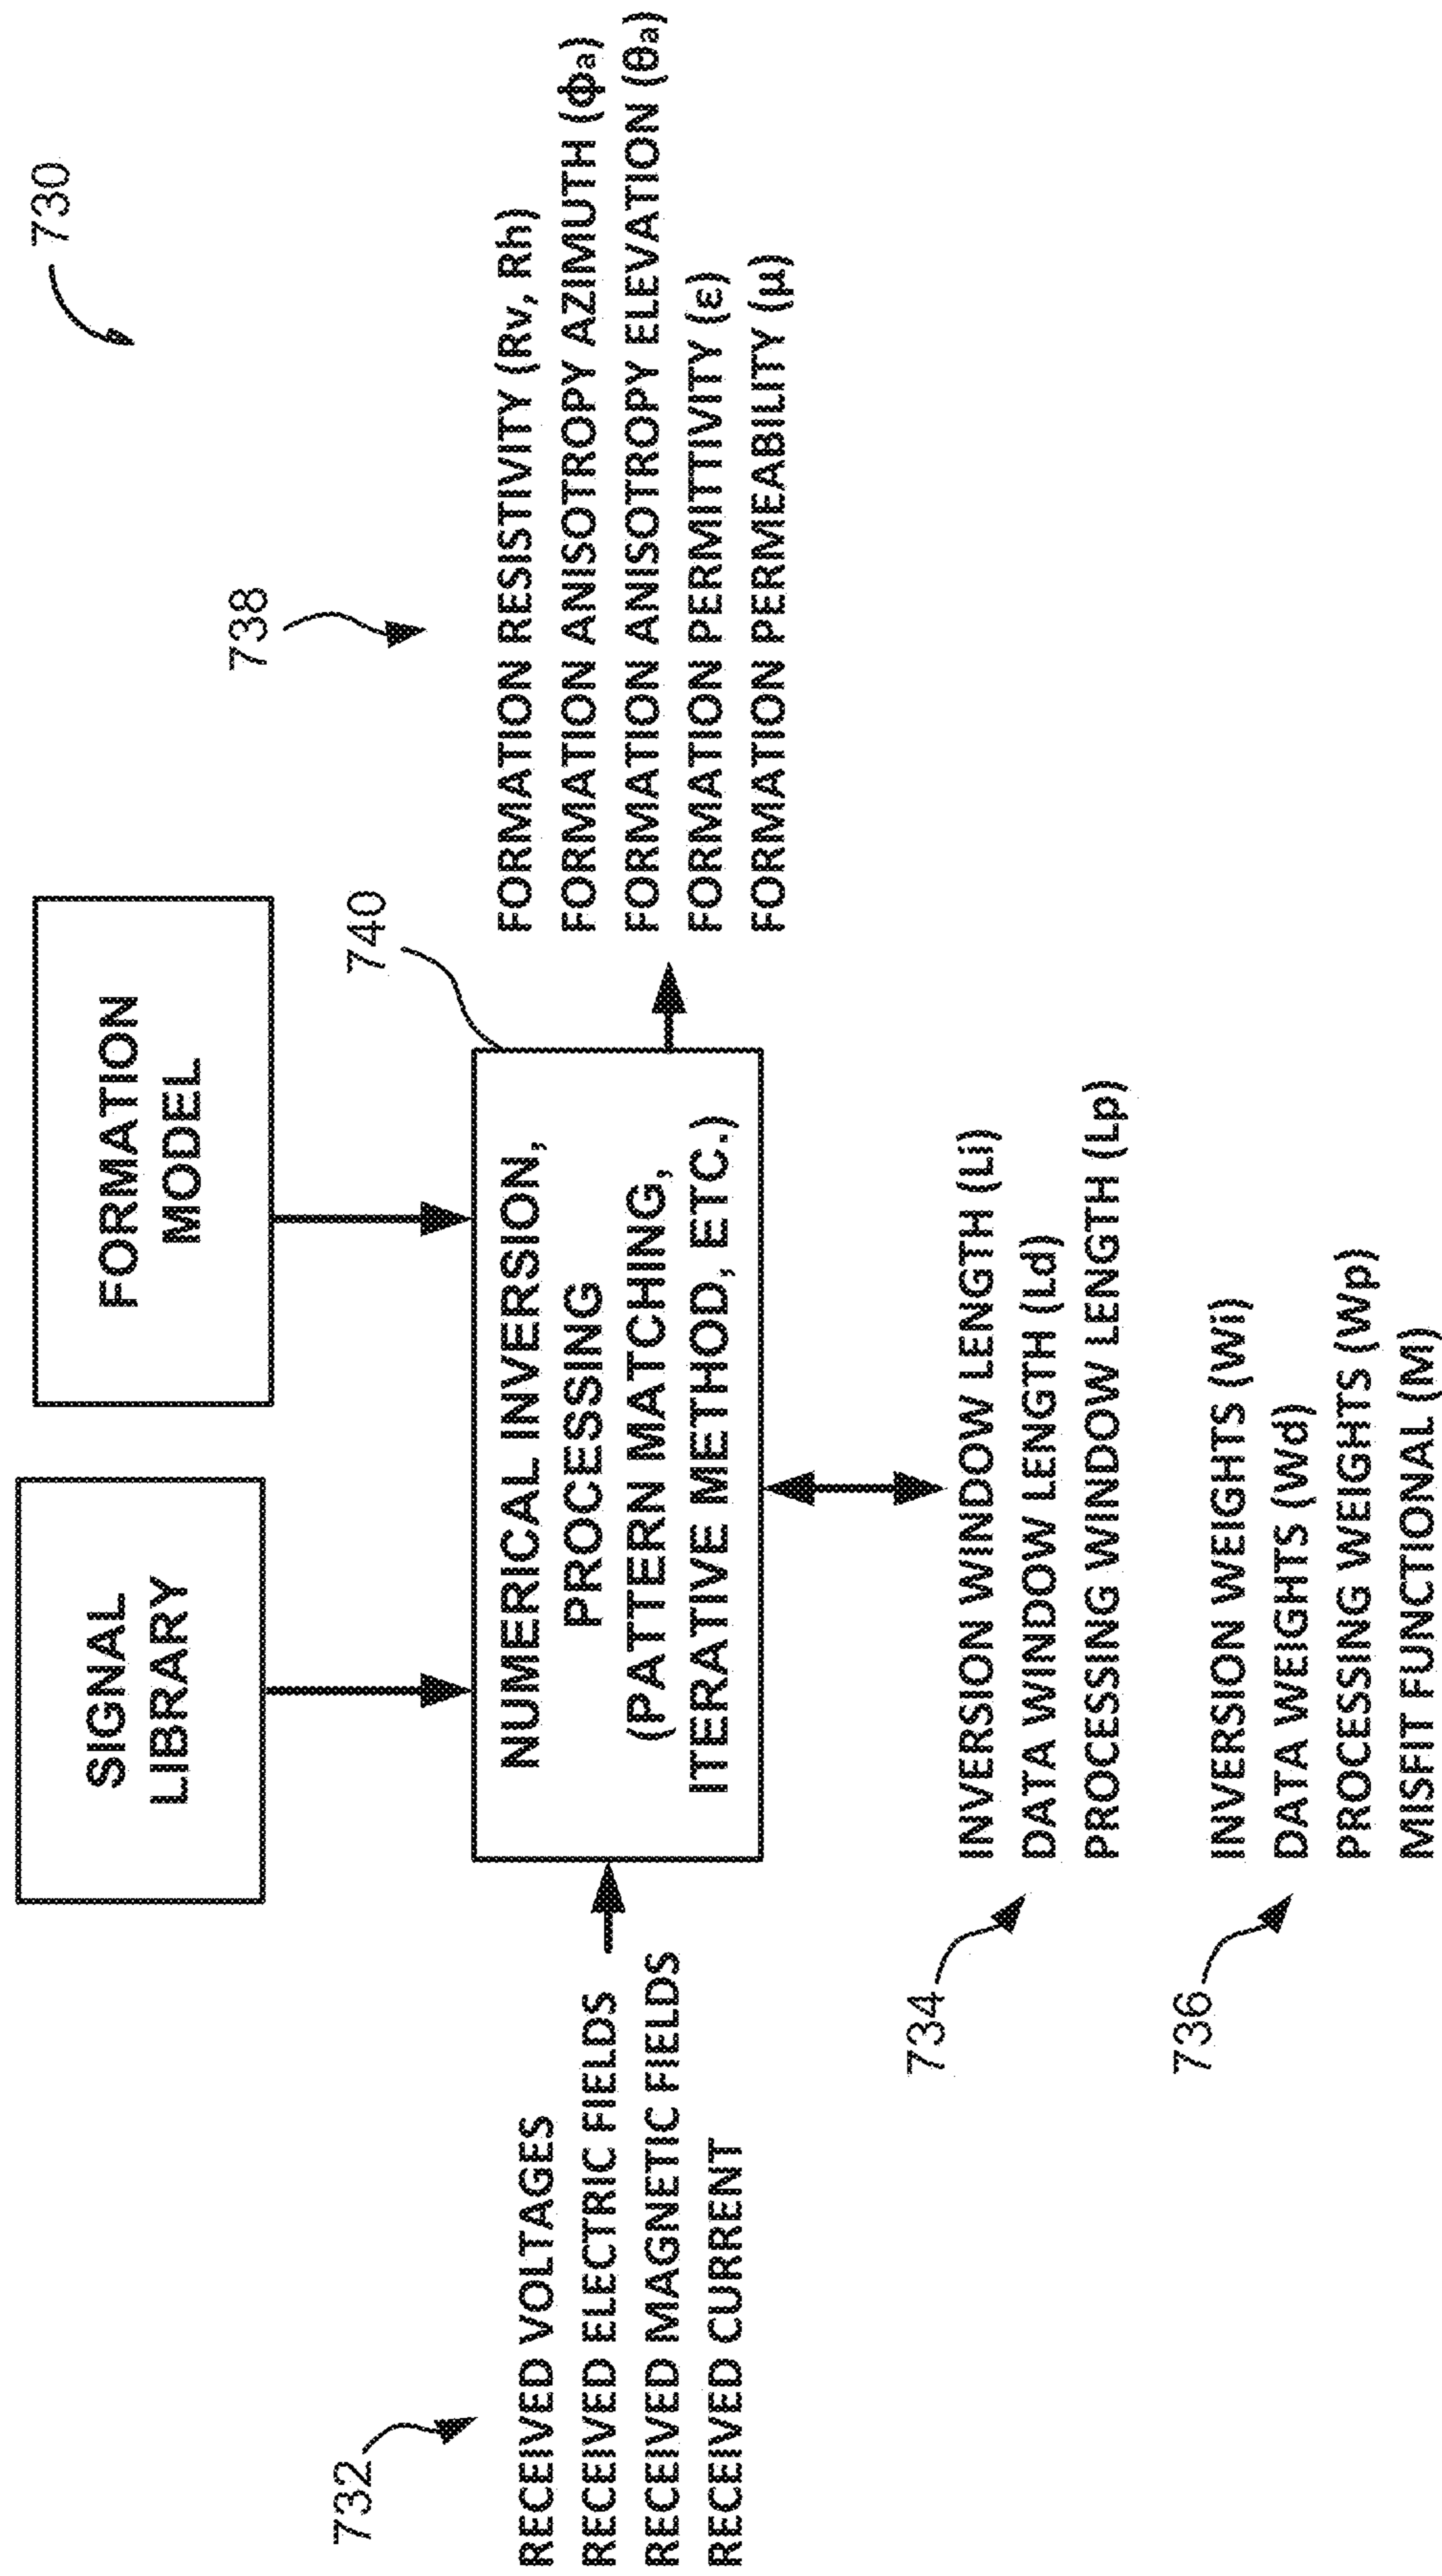 730
SIGNAL
LIBRARY
FORMATION
MODEL
738
732
740
RECEIVED VOLTAGES
RECEIVED ELECTRIC FIELDS
RECEIVED MAGNETIC FIELDS
RECEIVED CURRENT
NUMERICAL INVERSION,
PROCESSING
(PATTERN MATCHING,
ITERATIVE METHOD, ETC.)
FORMATION RESISTIVITY (Rv, Rh)
FORMATION ANISOTROPY AZIMUTH (Φa)
FORMATION ANISOTROPY ELEVATION (θa)
FORMATION PERMITTIVITY (ε)
FORMATION PERMEABILITY (μ)
734
INVERSION WINDOW LENGTH (Li)
DATA WINDOW LENGTH (Ld)
PROCESSING WINDOW LENGTH (Lp)
736
INVERSION WEIGHTS (Wi)
DATA WEIGHTS (Wd)
PROCESSING WEIGHTS (Wp)
MISFIT FUNCTIONAL (M)